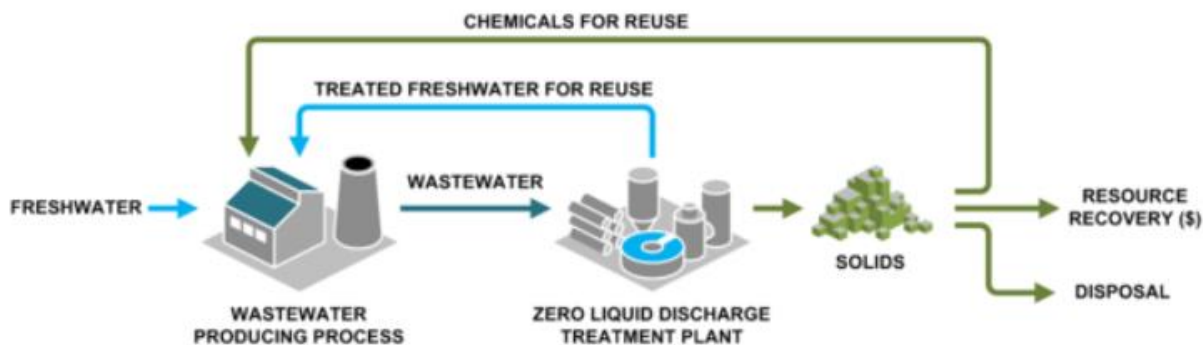 CHEMICALS FOR REUSE
TREATED FRESHWATER FOR REUSE
FRESHWATER
WASTEWATER
SOLIDS
RESOURCE
RECOVERY ($)
DISPOSAL
WASTEWATER
PRODUCING PROCESS
ZERO LIQUID DISCHARGE
TREATMENT PLANT